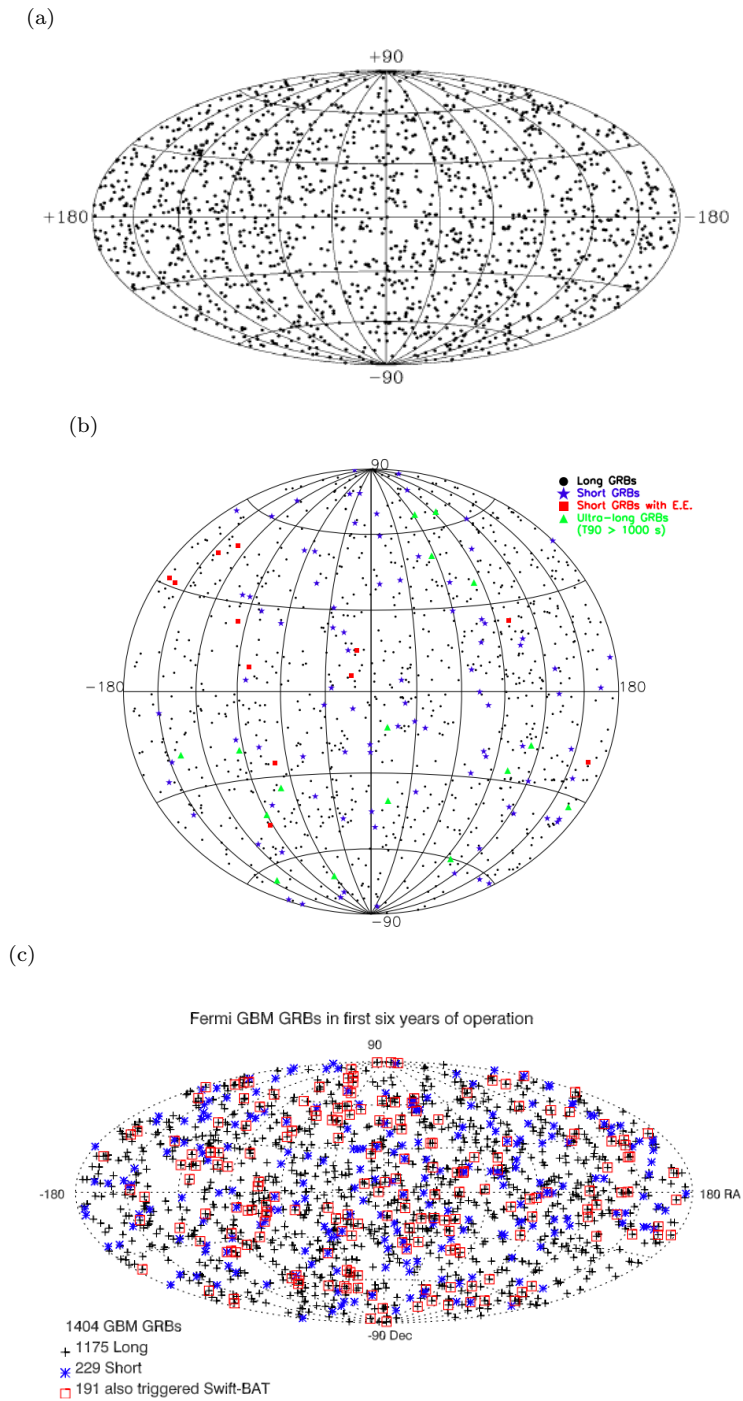 (a)
+90
+180
−180
−90
(b)
90
Long GRBs
Short GRBs
Short GRBs with E.E.
Ultra−long GRBs
(T90 > 1000 s)
−180
180
−90
(c)
Fermi GBM GRBs in first six years of operation
90
-180
180 RA
-90 Dec
1404 GBM GRBs
1175 Long
229 Short
191 also triggered Swift-BAT